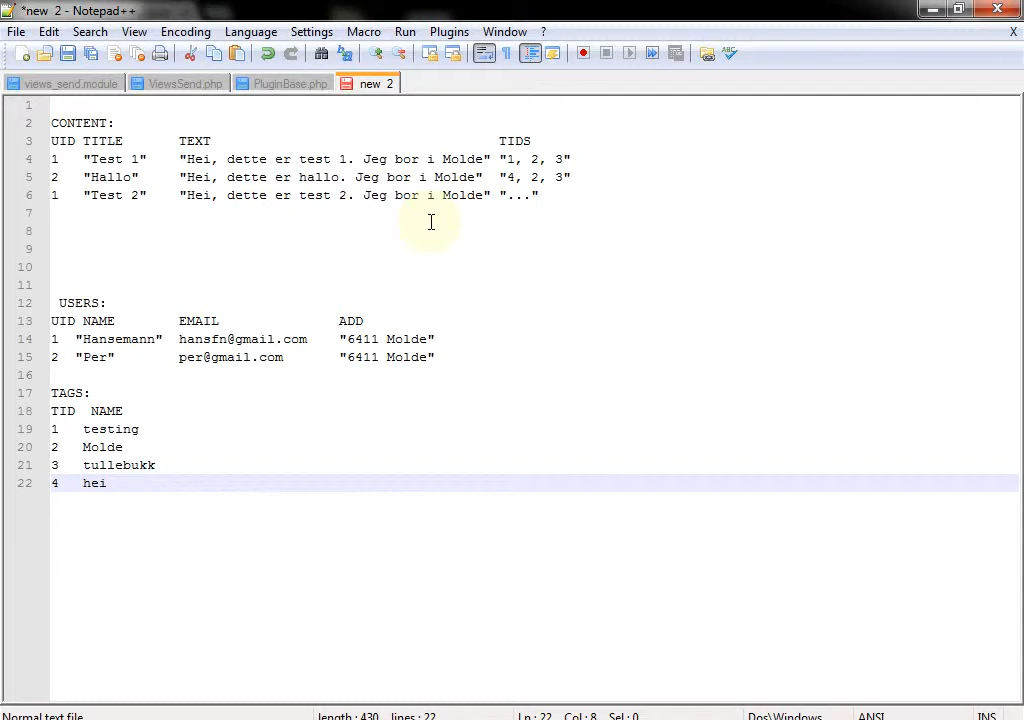 *new  2 - Notepad++
File Edit Search View Encoding Language Settings Macro Run Plugins Window ? X
views_send.module ViewsSend.php PluginBase.php new  2
1
2 CONTENT:
3 UID TITLE TEXT TIDS
4 1 "Test 1" "Hei, dette er test 1. Jeg bor i Molde" "1, 2, 3"
5 2 "Hallo" "Hei, dette er hallo. Jeg bor i Molde" "4, 2, 3"
6 1 "Test 2" "Hei, dette er test 2. Jeg bor i Molde" "..."
7
8
9
10
11
12 USERS:
13 UID NAME EMAIL ADD
14 1 "Hansemann" hansfn@gmail.com "6411 Molde"
15 2 "Per" per@gmail.com "6411 Molde"
16
17 TAGS:
18 TID NAME
19 1 testing
20 2 Molde
21 3 tullebukk
22 4 hei
Normal text file length : 430 lines : 22 Ln : 22 Col : 8 Sel : 0 Dos\Windows ANSI INS